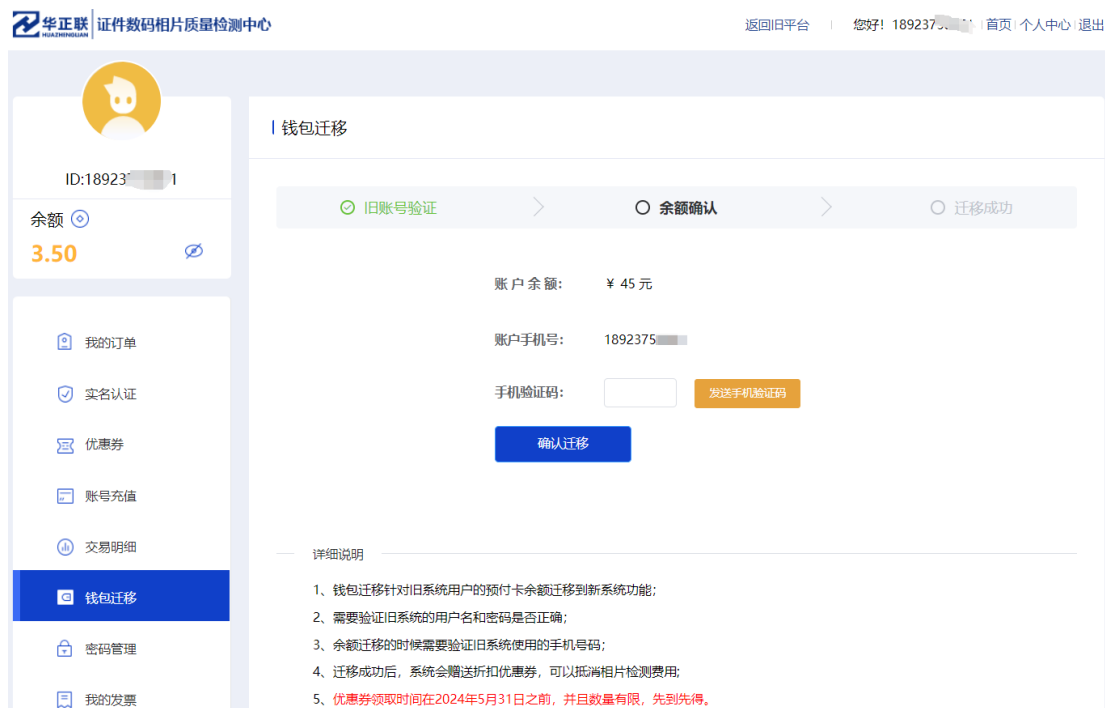 华正联 HUAZHENGLIAN 证件数码相片质量检测中心
返回旧平台 您好！189237 首页 个人中心 退出
ID:18923 1
余额
3.50
我的订单
实名认证
优惠券
账号充值
交易明细
钱包迁移
密码管理
我的发票
钱包迁移
旧账号验证 余额确认 迁移成功
账户余额： ￥ 45 元
账户手机号： 1892375
手机验证码： 发送手机验证码
确认迁移
详细说明
1、钱包迁移针对旧系统用户的预付卡余额迁移到新系统功能；
2、需要验证旧系统的用户名和密码是否正确；
3、余额迁移的时候需要验证旧系统使用的手机号码；
4、迁移成功后，系统会赠送折扣优惠券，可以抵消相片检测费用；
5、优惠券领取时间在2024年5月31日之前，并且数量有限，先到先得。